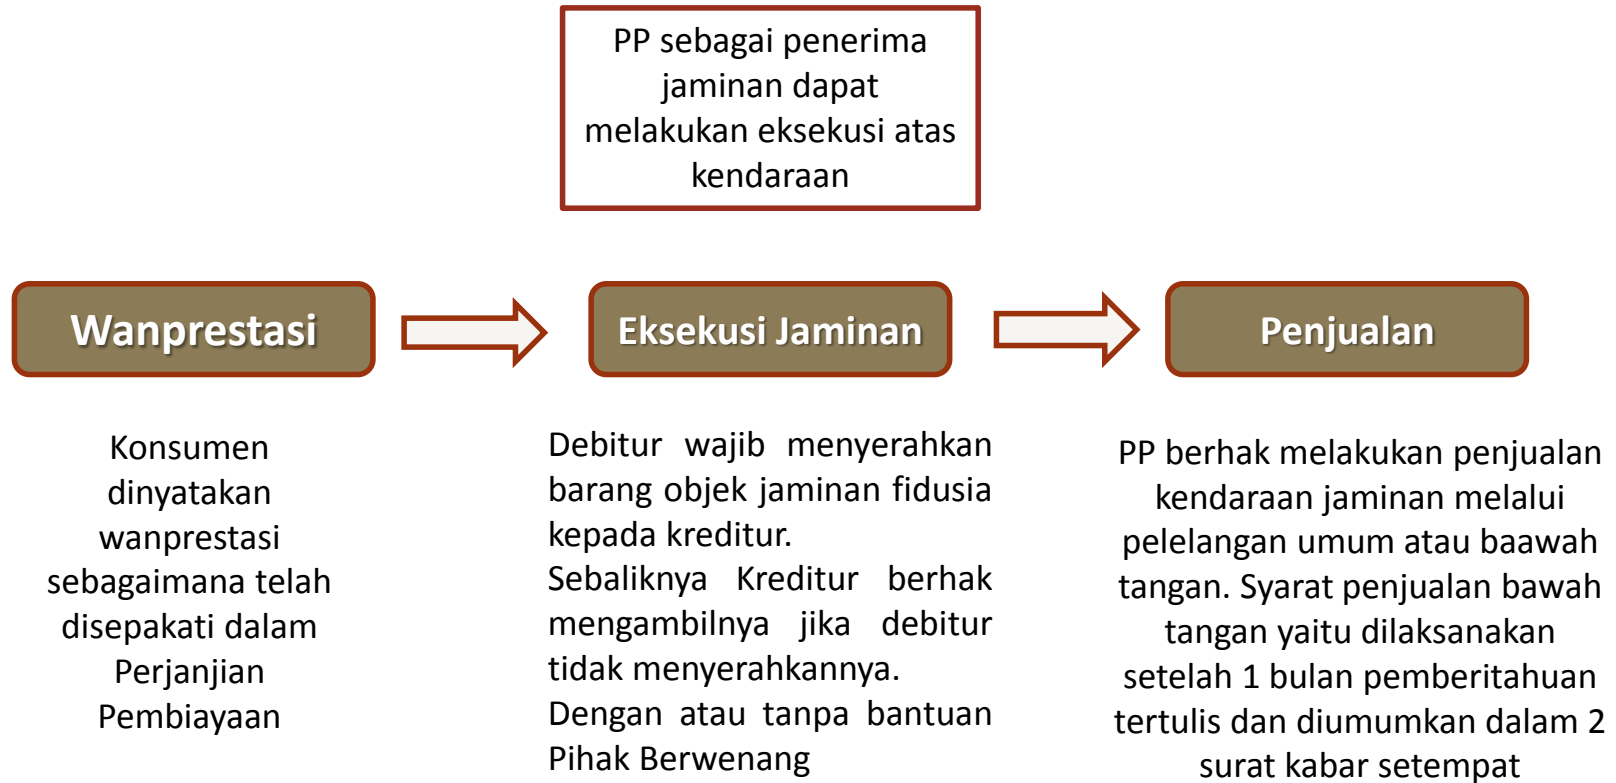 PP sebagai penerima
jaminan dapat
melakukan eksekusi atas
kendaraan
Wanprestasi
Eksekusi Jaminan
Penjualan
Konsumen
dinyatakan
wanprestasi
sebagaimana telah
disepakati dalam
Perjanjian
Pembiayaan
Debitur wajib menyerahkan
barang objek jaminan fidusia
kepada kreditur.
Sebaliknya Kreditur berhak
mengambilnya jika debitur
tidak menyerahkannya.
Dengan atau tanpa bantuan
Pihak Berwenang
PP berhak melakukan penjualan
kendaraan jaminan melalui
pelelangan umum atau baawah
tangan. Syarat penjualan bawah
tangan yaitu dilaksanakan
setelah 1 bulan pemberitahuan
tertulis dan diumumkan dalam 2
surat kabar setempat